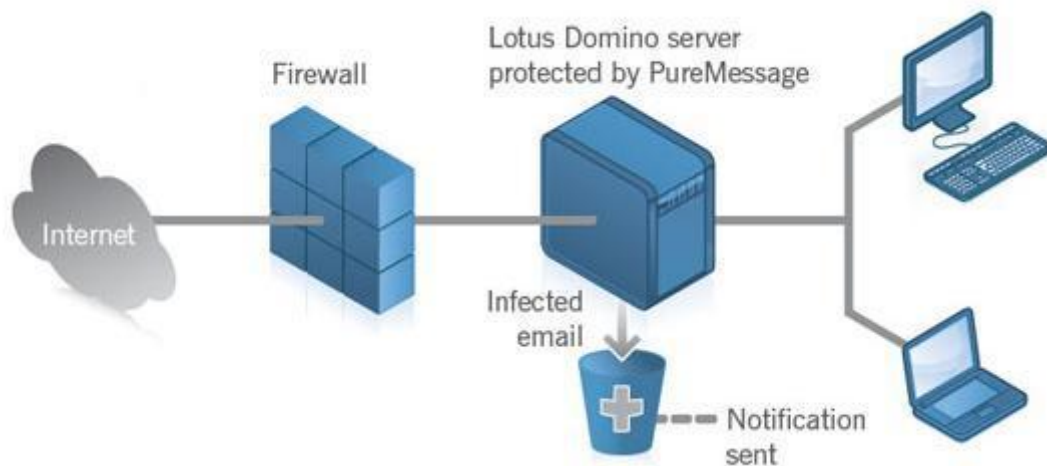 Lotus Domino server
protected by PureMessage
Firewall
Internet
Infected
email
Notification
sent